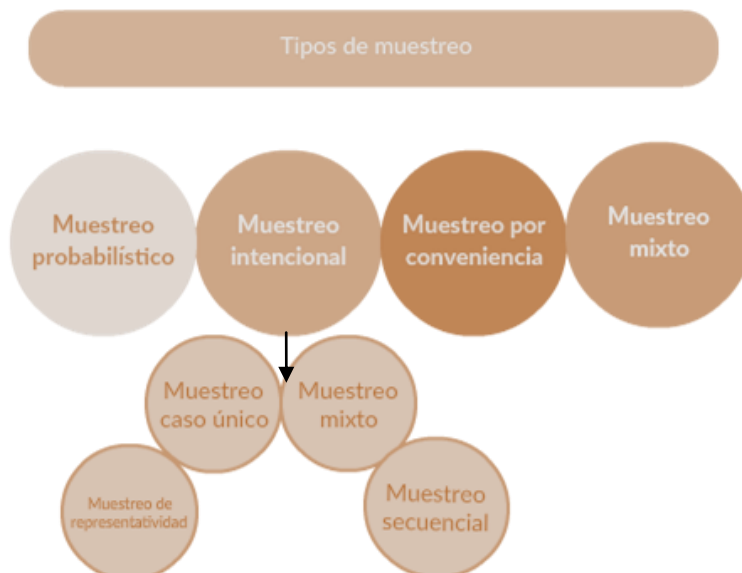 Tipos de muestreo
Muestreo
probabilístico
Muestreo
intencional
Muestreo por
conveniencia
Muestreo
mixto
Muestreo
caso único
Muestreo
mixto
Muestreo de
representatividad
Muestreo
secuencial